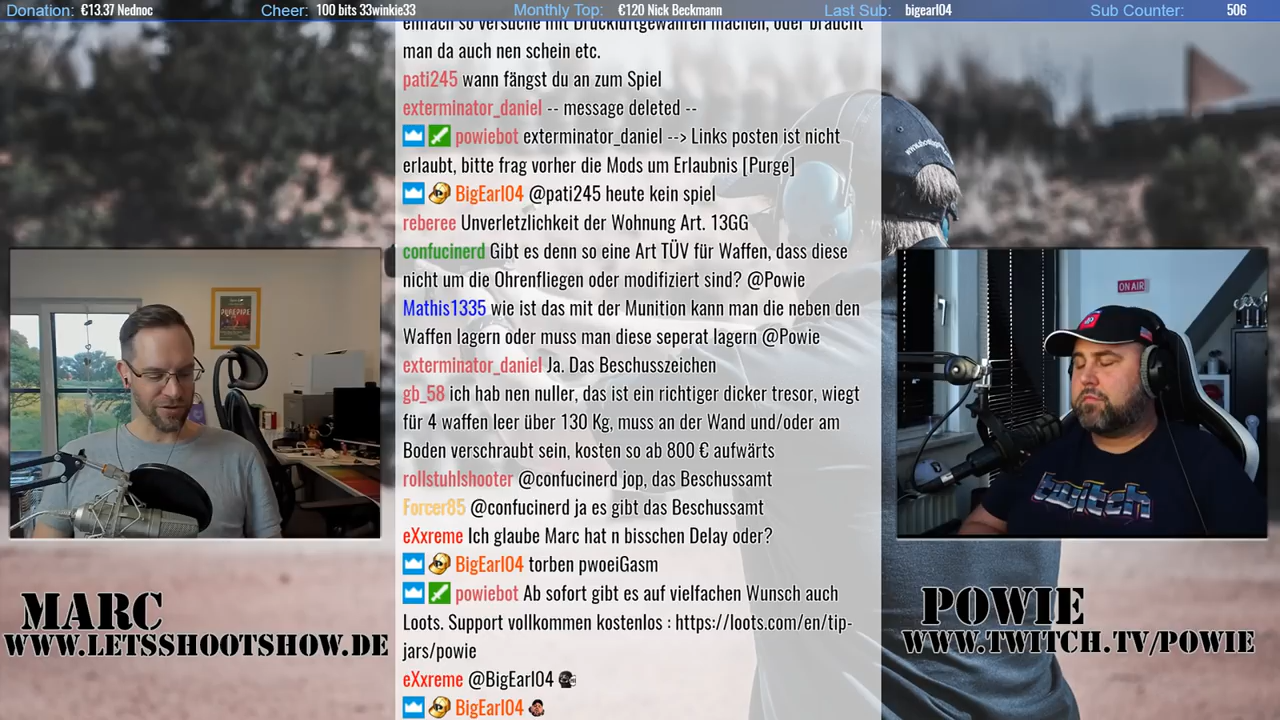 Donation: €13.37 Nednoc Cheer: 100 bits 33winkie33 Monthly Top: €120 Nick Beckmann Last Sub: bigearl04 Sub Counter: 506
einfach so versuche mit Druckluftgewähren machen, oder braucht
man da auch nen schein etc.
pati245 wann fängst du an zum Spiel
exterminator_daniel -- message deleted --
powiebot exterminator_daniel --> Links posten ist nicht
erlaubt, bitte frag vorher die Mods um Erlaubnis [Purge]
BigEarl04 @pati245 heute kein spiel
reberee Unverletzlichkeit der Wohnung Art. 13GG
confucinerd Gibt es denn so eine Art TÜV für Waffen, dass diese
nicht um die Ohrenfliegen oder modifiziert sind? @Powie
Mathis1335 wie ist das mit der Munition kann man die neben den
Waffen lagern oder muss man diese seperat lagern @Powie
exterminator_daniel Ja. Das Beschusszeichen
gb_58 ich hab nen nuller, das ist ein richtiger dicker tresor, wiegt
für 4 waffen leer über 130 Kg, muss an der Wand und/oder am
Boden verschraubt sein, kosten so ab 800 € aufwärts
rollstuhlshooter @confucinerd jop, das Beschussamt
Forcer85 @confucinerd ja es gibt das Beschussamt
eXxreme Ich glaube Marc hat n bisschen Delay oder?
BigEarl04 torben pwoeiGasm
powiebot Ab sofort gibt es auf vielfachen Wunsch auch
Loots. Support vollkommen kostenlos : https://loots.com/en/tip-
jars/powie
eXxreme @BigEarl04
BigEarl04
ON AIR
twitch
MARC
WWW.LETSSHOOTSHOW.DE
POWIE
WWW.TWITCH.TV/POWIE